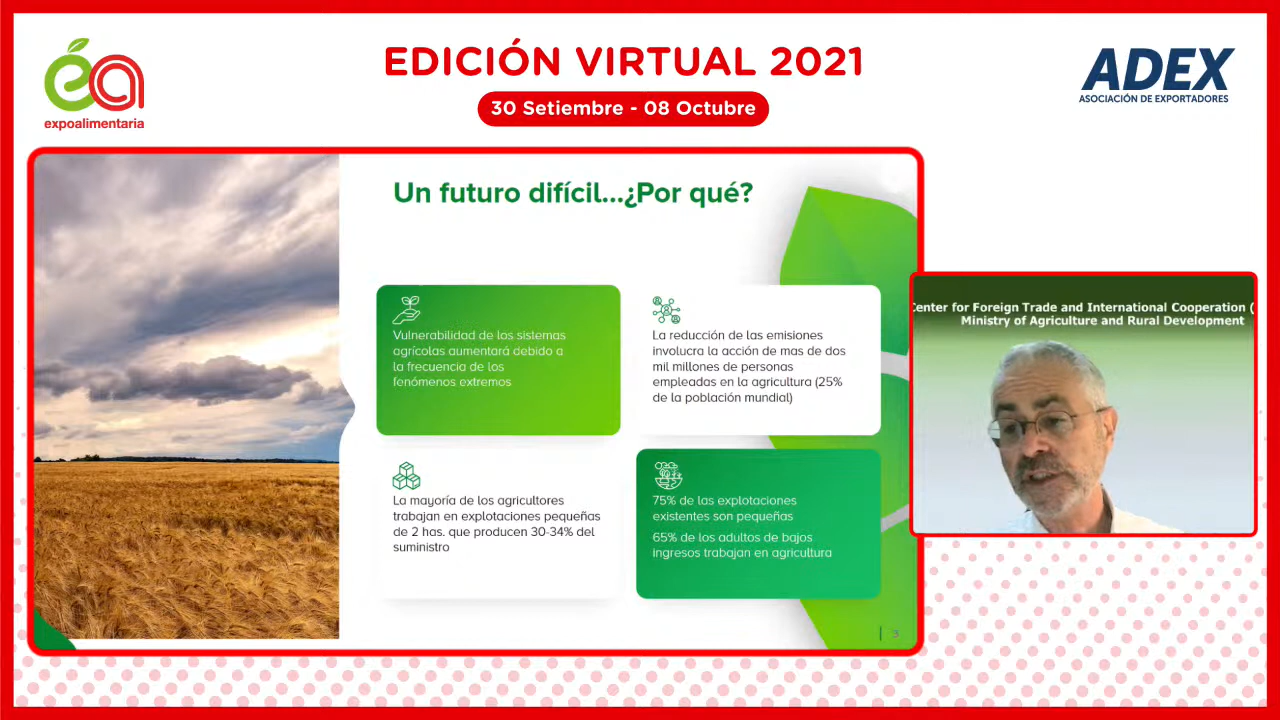 EDICIÓN VIRTUAL 2021
30 Setiembre - 08 Octubre
éa
expoalimentaria
ADEX
ASOCIACIÓN DE EXPORTADORES
Un futuro difícil...¿Por qué?
Vulnerabilidad de los sistemas
agrícolas aumentará debido a
la frecuencia de los
fenómenos extremos
La reducción de las emisiones
involucra la acción de mas de dos
mil millones de personas
empleadas en la agricultura (25%
de la población mundial)
La mayoría de los agricultores
trabajan en explotaciones pequeñas
de 2 has. que producen 30-34% del
suministro
75% de las explotaciones
existentes son pequeñas
65% de los adultos de bajos
ingresos trabajan en agricultura
3
Center for Foreign Trade and International Cooperation (
Ministry of Agriculture and Rural Development